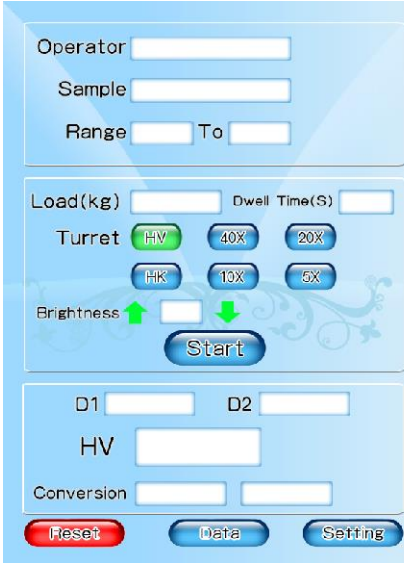 Operator
Sample
Range To
Load(kg) Dwell Time(S)
Turret HV 40X 20X
HK 10X 5X
Brightness
Start
D1 D2
HV
Conversion
Reset Data Setting